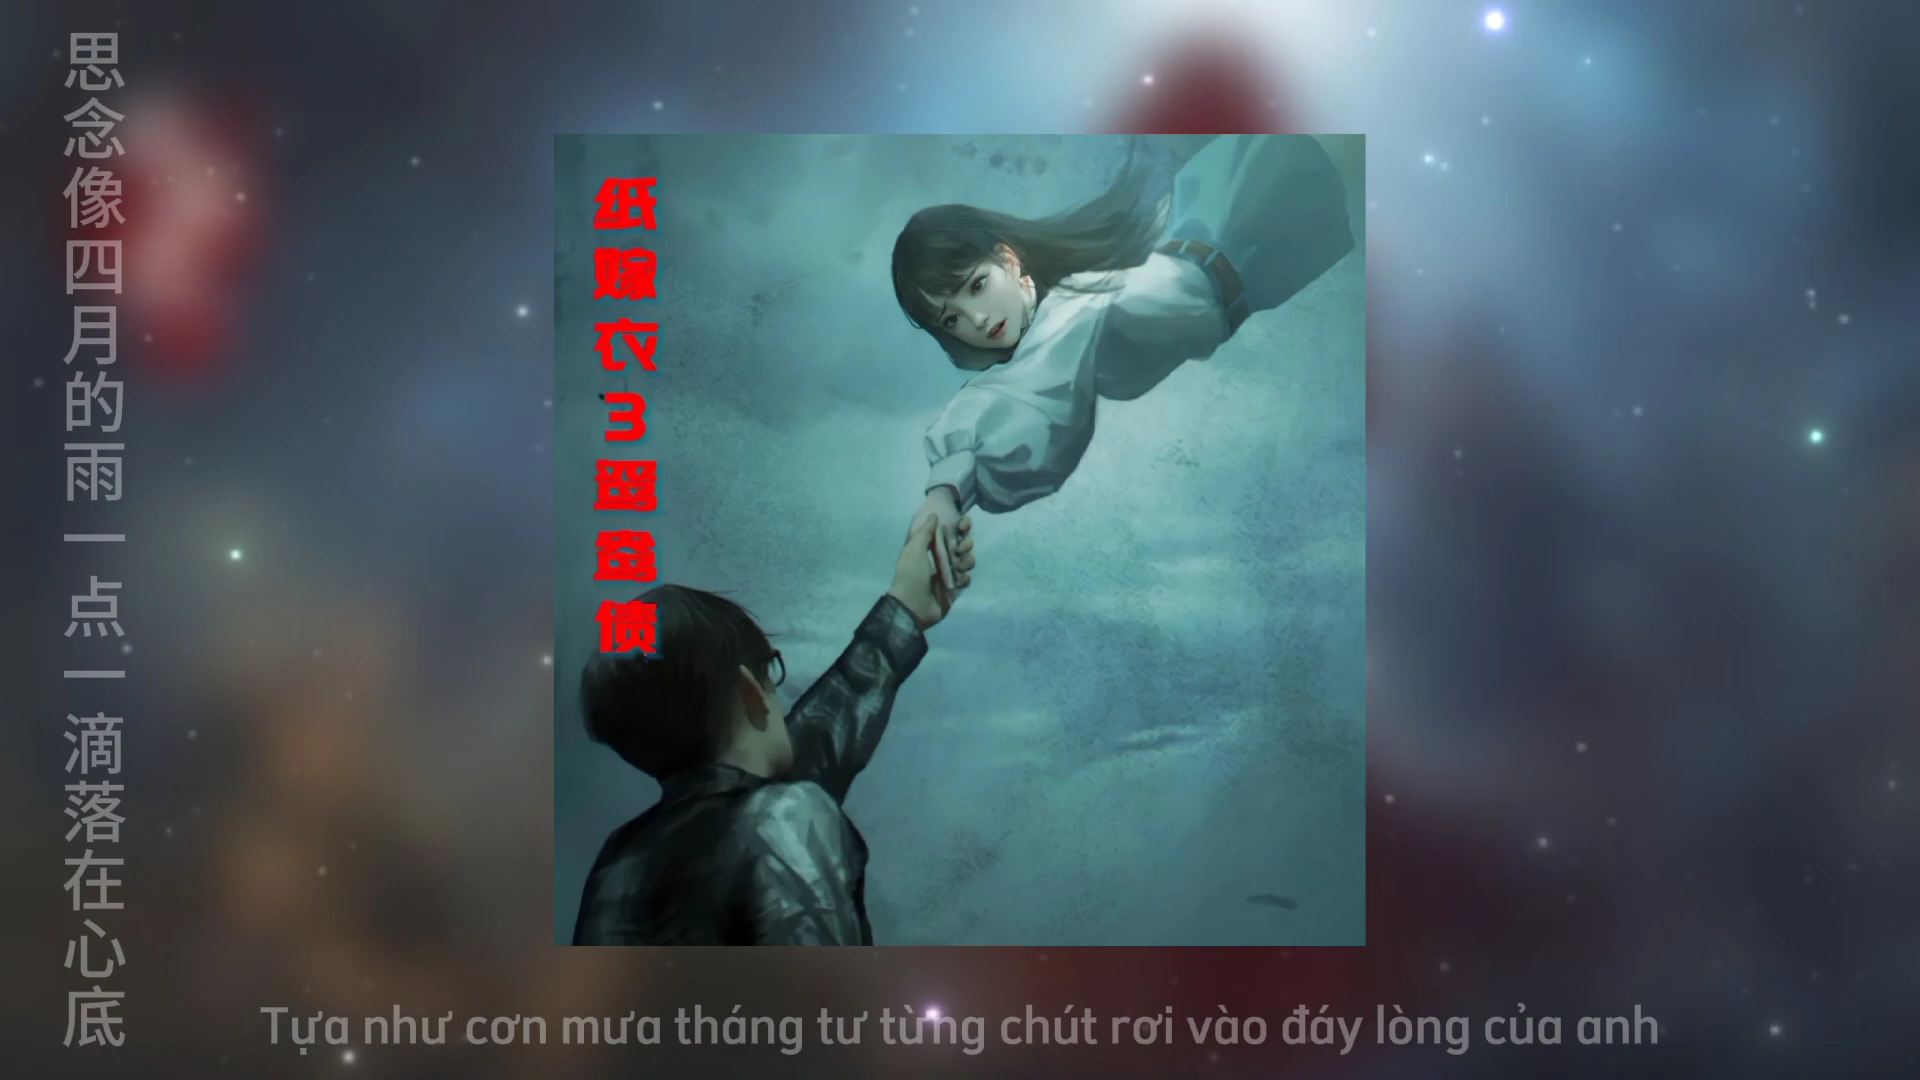 思念像四月的雨一点一滴落在心底
纸嫁衣3鸳鸯债
Tựa như cơn mưa tháng tư từng chút rơi vào đáy lòng của anh